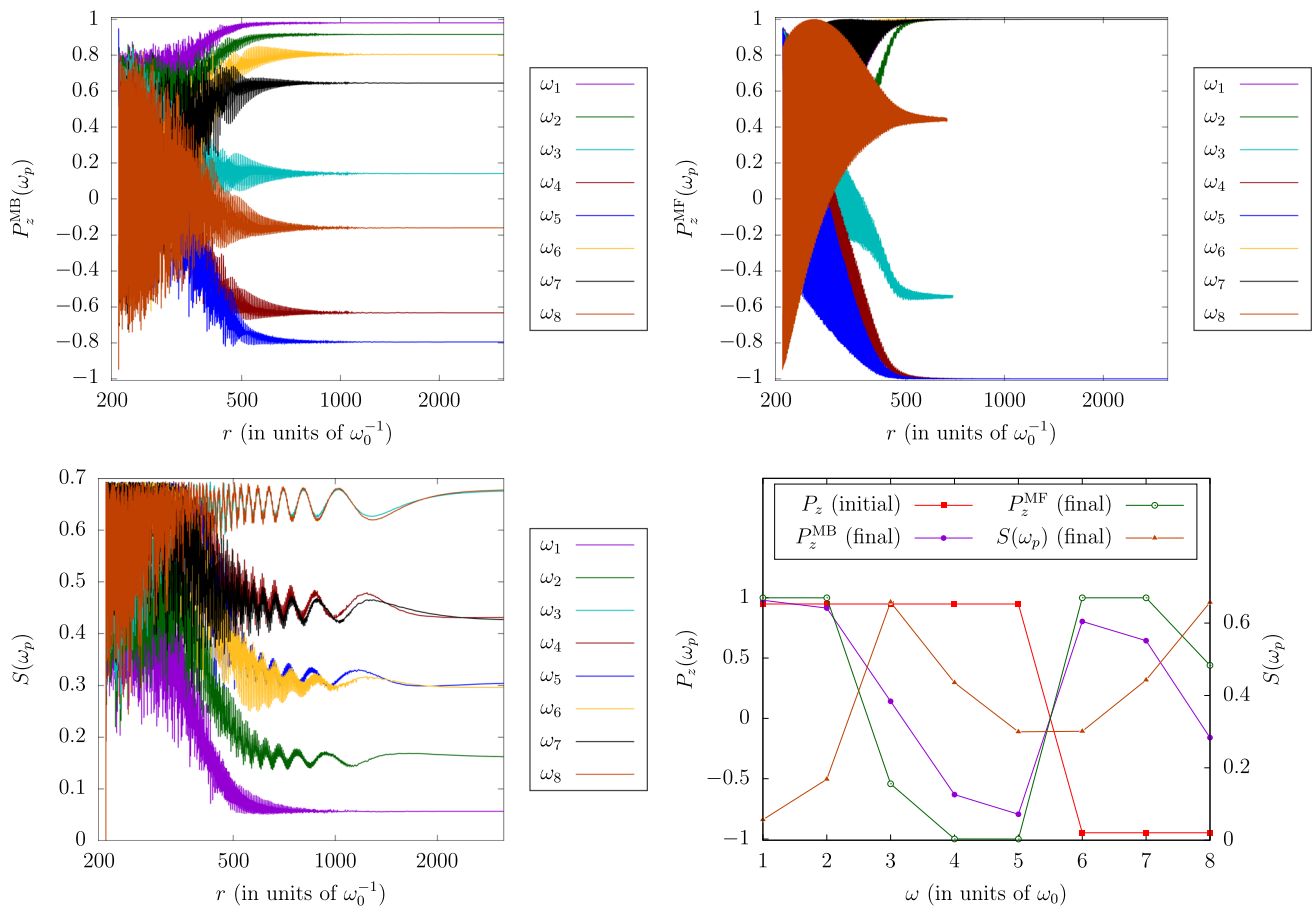 1
0.8
0.6
0.4
0.2
0
−0.2
−0.4
−0.6
−0.8
−1
P_z^MB(ω_p)
200 500 1000 2000
r (in units of ω_0^−1)
ω_1
ω_2
ω_3
ω_4
ω_5
ω_6
ω_7
ω_8
1
0.8
0.6
0.4
0.2
0
−0.2
−0.4
−0.6
−0.8
−1
P_z^MF(ω_p)
200 500 1000 2000
r (in units of ω_0^−1)
ω_1
ω_2
ω_3
ω_4
ω_5
ω_6
ω_7
ω_8
0.7
0.6
0.5
0.4
0.3
0.2
0.1
0
S(ω_p)
200 500 1000 2000
r (in units of ω_0^−1)
ω_1
ω_2
ω_3
ω_4
ω_5
ω_6
ω_7
ω_8
P_z (initial) P_z^MF (final)
P_z^MB (final) S(ω_p) (final)
1
0.5
0
−0.5
−1
P_z(ω_p)
0.6
0.4
0.2
0
S(ω_p)
1 2 3 4 5 6 7 8
ω (in units of ω_0)